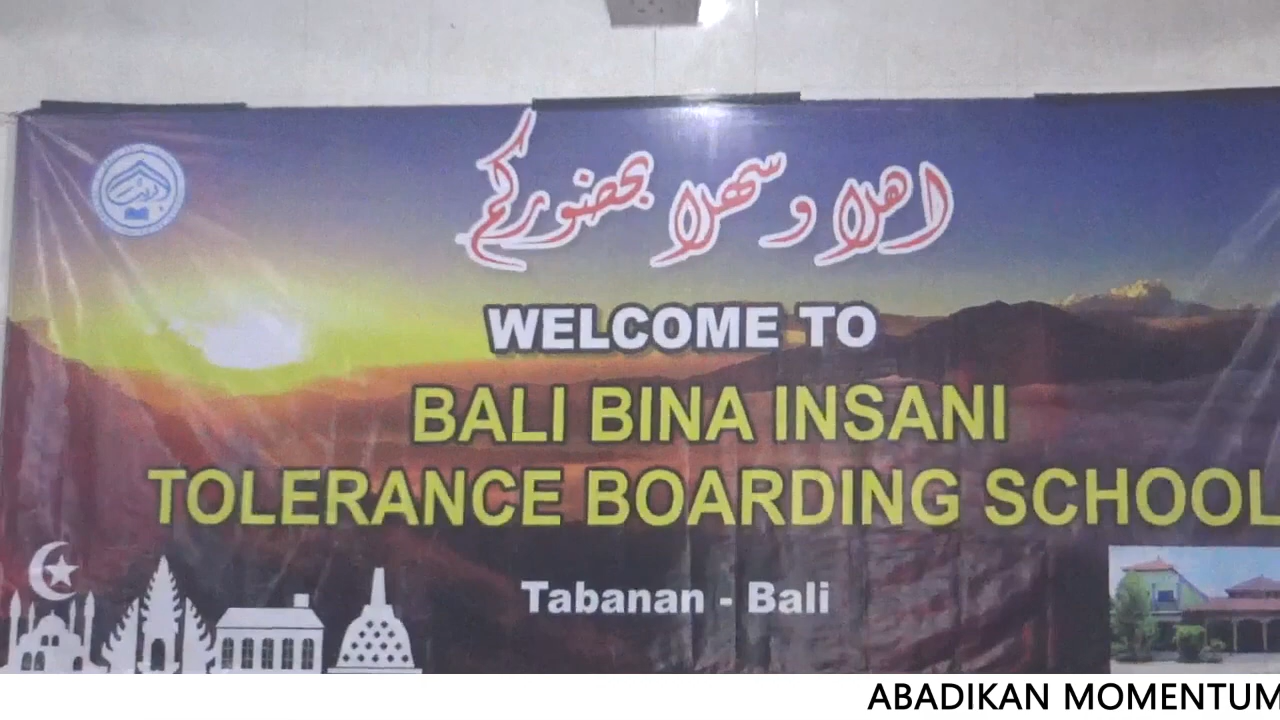 اهلا وسهلا بحضوركم
WELCOME TO
BALI BINA INSANI
TOLERANCE BOARDING SCHOOL
Tabanan - Bali
ABADIKAN MOMENTUM